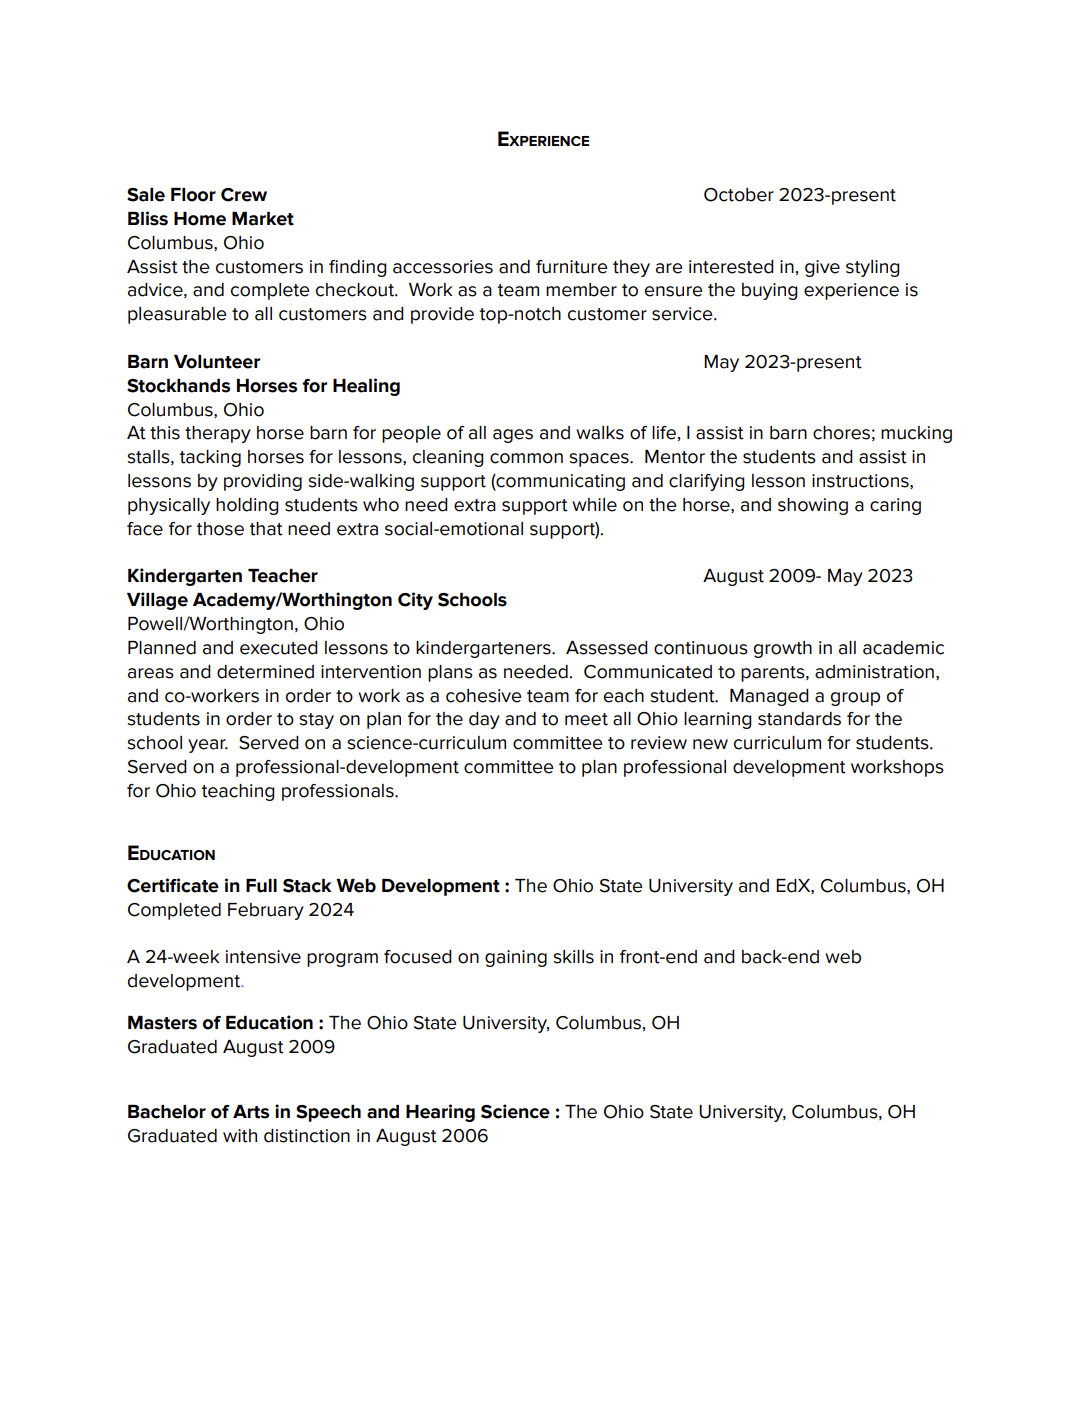 Experience
Sale Floor Crew October 2023-present
Bliss Home Market
Columbus, Ohio
Assist the customers in finding accessories and furniture they are interested in, give styling
advice, and complete checkout.  Work as a team member to ensure the buying experience is
pleasurable to all customers and provide top-notch customer service.
Barn Volunteer May 2023-present
Stockhands Horses for Healing
Columbus, Ohio
At this therapy horse barn for people of all ages and walks of life, I assist in barn chores; mucking
stalls, tacking horses for lessons, cleaning common spaces.  Mentor the students and assist in
lessons by providing side-walking support (communicating and clarifying lesson instructions,
physically holding students who need extra support while on the horse, and showing a caring
face for those that need extra social-emotional support).
Kindergarten Teacher August 2009- May 2023
Village Academy/Worthington City Schools
Powell/Worthington, Ohio
Planned and executed lessons to kindergarteners.  Assessed continuous growth in all academic
areas and determined intervention plans as needed.  Communicated to parents, administration,
and co-workers in order to work as a cohesive team for each student.  Managed a group of
students in order to stay on plan for the day and to meet all Ohio learning standards for the
school year.  Served on a science-curriculum committee to review new curriculum for students.
Served on a professional-development committee to plan professional development workshops
for Ohio teaching professionals.
Education
Certificate in Full Stack Web Development : The Ohio State University and EdX, Columbus, OH
Completed February 2024
A 24-week intensive program focused on gaining skills in front-end and back-end web
development.
Masters of Education : The Ohio State University, Columbus, OH
Graduated August 2009
Bachelor of Arts in Speech and Hearing Science : The Ohio State University, Columbus, OH
Graduated with distinction in August 2006